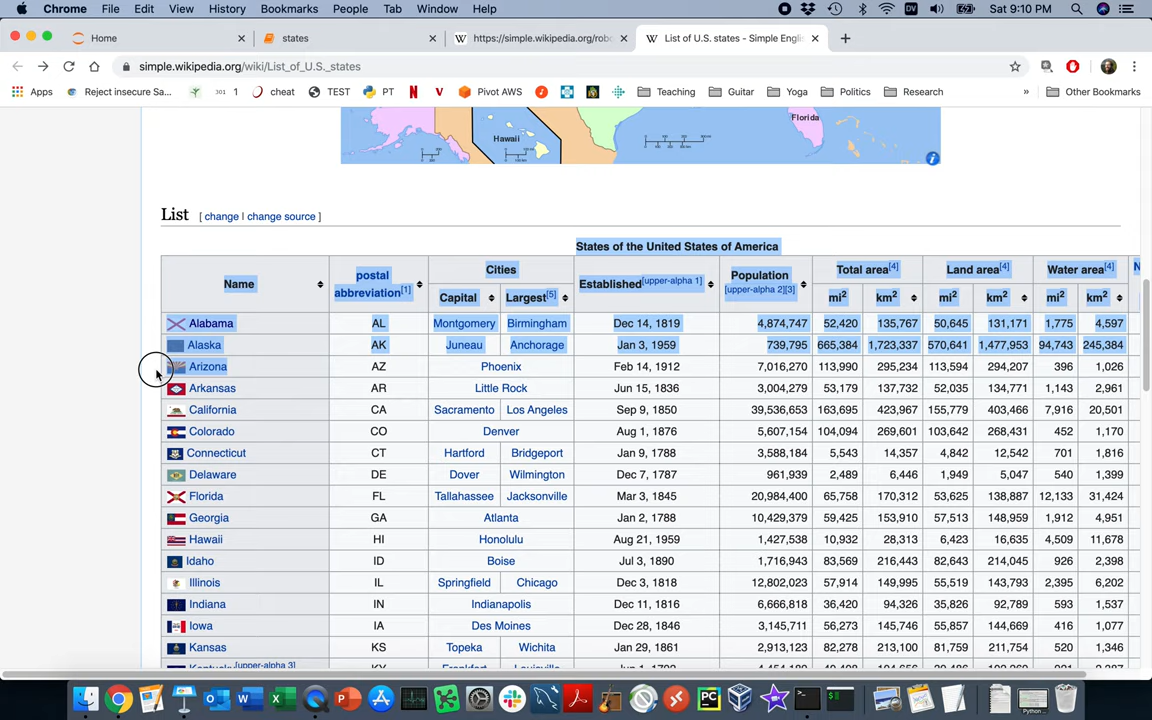 Chrome File Edit View History Bookmarks People Tab Window Help Sat 9:10 PM
Home states https://simple.wikipedia.org/rob List of U.S. states - Simple Engli
simple.wikipedia.org/wiki/List_of_U.S._states
Apps Reject insecure Sa... 301 1 cheat TEST PT Pivot AWS Teaching Guitar Yoga Politics Research » Other Bookmarks
Florida
Hawaii
List [ change | change source ]
States of the United States of America
Name postal abbreviation[1] Cities Established[upper-alpha 1] Population [upper-alpha 2][3] Total area[4] Land area[4] Water area[4] N
Capital Largest[5] mi2 km2 mi2 km2 mi2 km2
Alabama AL Montgomery Birmingham Dec 14, 1819 4,874,747 52,420 135,767 50,645 131,171 1,775 4,597
Alaska AK Juneau Anchorage Jan 3, 1959 739,795 665,384 1,723,337 570,641 1,477,953 94,743 245,384
Arizona AZ Phoenix Feb 14, 1912 7,016,270 113,990 295,234 113,594 294,207 396 1,026
Arkansas AR Little Rock Jun 15, 1836 3,004,279 53,179 137,732 52,035 134,771 1,143 2,961
California CA Sacramento Los Angeles Sep 9, 1850 39,536,653 163,695 423,967 155,779 403,466 7,916 20,501
Colorado CO Denver Aug 1, 1876 5,607,154 104,094 269,601 103,642 268,431 452 1,170
Connecticut CT Hartford Bridgeport Jan 9, 1788 3,588,184 5,543 14,357 4,842 12,542 701 1,816
Delaware DE Dover Wilmington Dec 7, 1787 961,939 2,489 6,446 1,949 5,047 540 1,399
Florida FL Tallahassee Jacksonville Mar 3, 1845 20,984,400 65,758 170,312 53,625 138,887 12,133 31,424
Georgia GA Atlanta Jan 2, 1788 10,429,379 59,425 153,910 57,513 148,959 1,912 4,951
Hawaii HI Honolulu Aug 21, 1959 1,427,538 10,932 28,313 6,423 16,635 4,509 11,678
Idaho ID Boise Jul 3, 1890 1,716,943 83,569 216,443 82,643 214,045 926 2,398
Illinois IL Springfield Chicago Dec 3, 1818 12,802,023 57,914 149,995 55,519 143,793 2,395 6,202
Indiana IN Indianapolis Dec 11, 1816 6,666,818 36,420 94,326 35,826 92,789 593 1,537
Iowa IA Des Moines Dec 28, 1846 3,145,711 56,273 145,746 55,857 144,669 416 1,077
Kansas KS Topeka Wichita Jan 29, 1861 2,913,123 82,278 213,100 81,759 211,754 520 1,346
Kentucky[upper-alpha 3] KY Frankfort Louisville